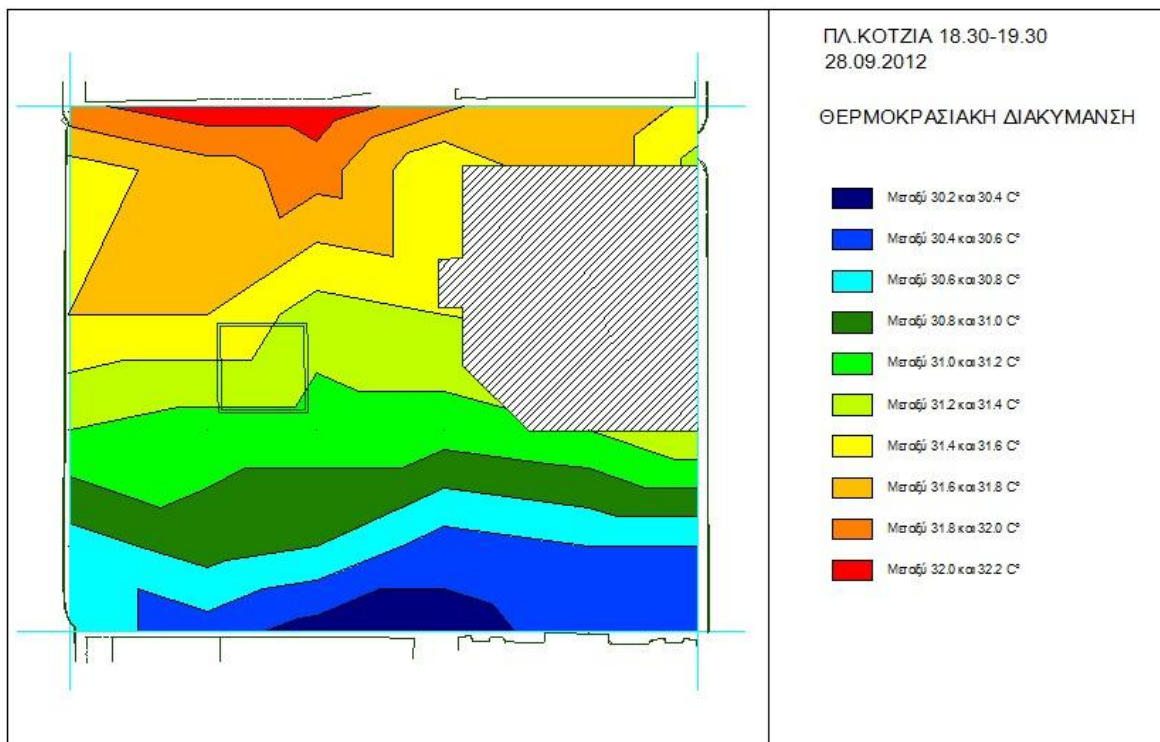 ΠΛ.ΚΟΤΖΙΑ 18.30-19.30
28.09.2012
ΘΕΡΜΟΚΡΑΣΙΑΚΗ ΔΙΑΚΥΜΑΝΣΗ
Μεταξύ 30.2 και 30.4 C°
Μεταξύ 30.4 και 30.6 C°
Μεταξύ 30.6 και 30.8 C°
Μεταξύ 30.8 και 31.0 C°
Μεταξύ 31.0 και 31.2 C°
Μεταξύ 31.2 και 31.4 C°
Μεταξύ 31.4 και 31.6 C°
Μεταξύ 31.6 και 31.8 C°
Μεταξύ 31.8 και 32.0 C°
Μεταξύ 32.0 και 32.2 C°